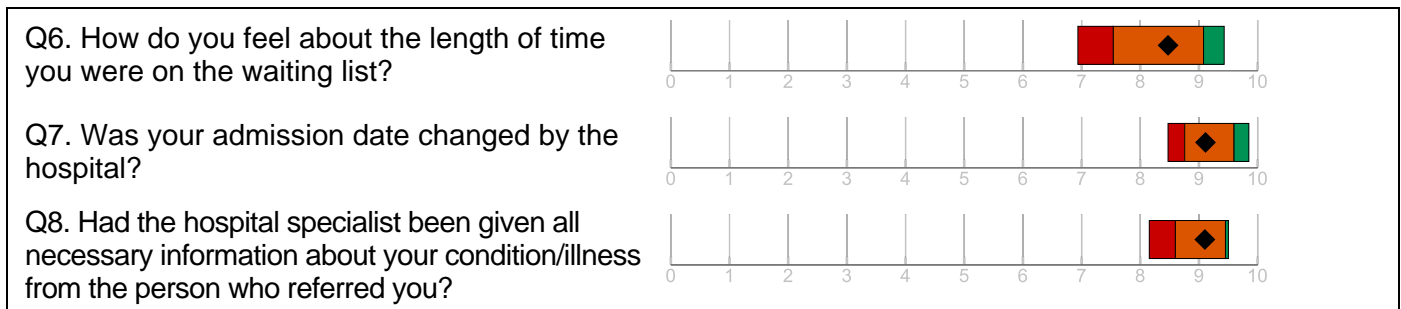 Q6. How do you feel about the length of time
you were on the waiting list?
0 1 2 3 4 5 6 7 8 9 10
Q7. Was your admission date changed by the
hospital?
0 1 2 3 4 5 6 7 8 9 10
Q8. Had the hospital specialist been given all
necessary information about your condition/illness
from the person who referred you?
0 1 2 3 4 5 6 7 8 9 10